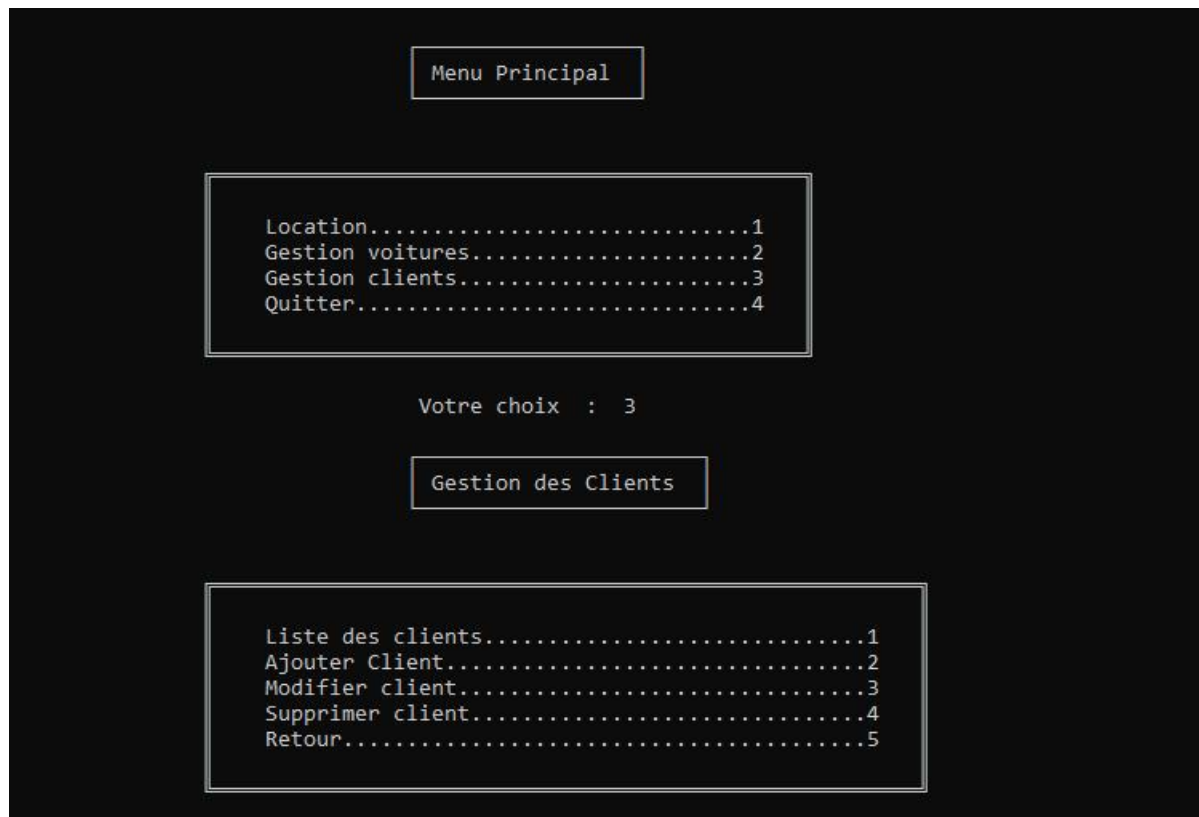 Menu Principal
Location..............................1
Gestion voitures......................2
Gestion clients.......................3
Quitter...............................4
Votre choix  :  3
Gestion des Clients
Liste des clients..............................1
Ajouter Client.................................2
Modifier client................................3
Supprimer client...............................4
Retour.........................................5